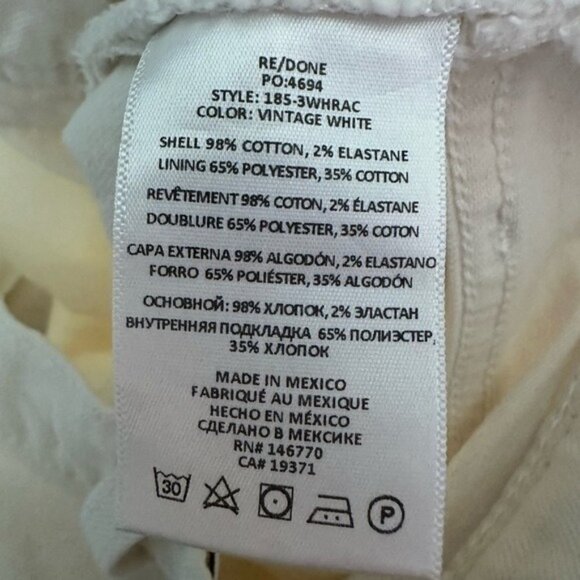 RE/DONE
PO:4694
STYLE: 185-3WHRAC
COLOR: VINTAGE WHITE
SHELL 98% COTTON, 2% ELASTANE
LINING 65% POLYESTER, 35% COTTON
REVÊTEMENT 98% COTON, 2% ÉLASTANE
DOUBLURE 65% POLYESTER, 35% COTON
CAPA EXTERNA 98% ALGODÓN, 2% ELASTANO
FORRO 65% POLIÉSTER, 35% ALGODÓN
ОСНОВНОЙ: 98% ХЛОПОК, 2% ЭЛАСТАН
ВНУТРЕННЯЯ ПОДКЛАДКА 65% ПОЛИЭСТЕР,
35% ХЛОПОК
MADE IN MEXICO
FABRIQUÉ AU MEXIQUE
HECHO EN MÉXICO
СДЕЛАНО В МЕКСИКЕ
RN# 146770
CA# 19371
30 P